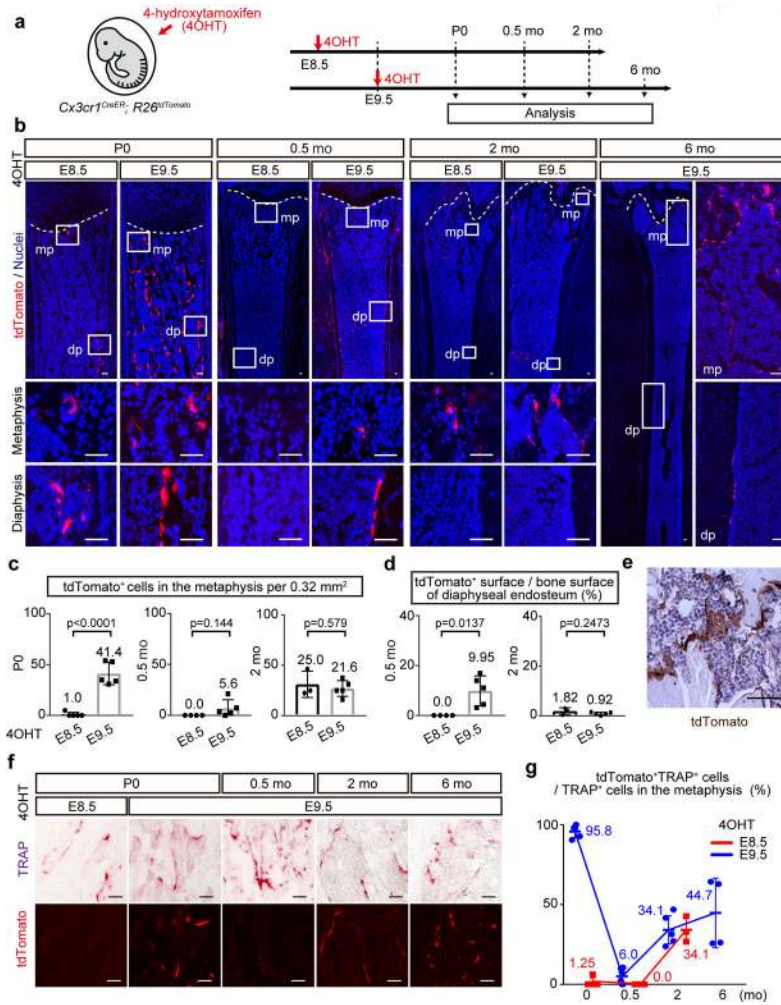 a
4-hydroxytamoxifen
(4OHT)
Cx3cr1CreER; R26tdTomato
P0 0.5 mo 2 mo
4OHT
E8.5
6 mo
4OHT
E9.5
Analysis
b
P0 0.5 mo 2 mo 6 mo
4OHT
E8.5 E9.5 E8.5 E9.5 E8.5 E9.5 E9.5
tdTomato / Nuclei
mp mp mp mp mp mp mp
mp
dp dp dp dp dp dp dp
dp
Metaphysis
Diaphysis
c
tdTomato+ cells in the metaphysis per 0.32 mm2
P0
100
50
0
p<0.0001
1.0
41.4
E8.5 E9.5
0.5 mo
100
50
0
p=0.144
0.0
5.6
E8.5 E9.5
2 mo
100
50
0
p=0.579
25.0
21.6
E8.5 E9.5
4OHT
d
tdTomato+ surface / bone surface
of diaphyseal endosteum (%)
0.5 mo
40
20
0
p=0.0137
0.0
9.95
E8.5 E9.5
2 mo
40
20
0
p=0.2473
1.82
0.92
E8.5 E9.5
e
tdTomato
f
P0 0.5 mo 2 mo 6 mo
4OHT
E8.5 E9.5
TRAP
tdTomato
g
tdTomato+TRAP+ cells
/ TRAP+ cells in the metaphysis (%)
4OHT
E8.5
E9.5
100
50
0
95.8
1.25
6.0
0.0
34.1
34.1
44.7
0 0.5 2 6 (mo)